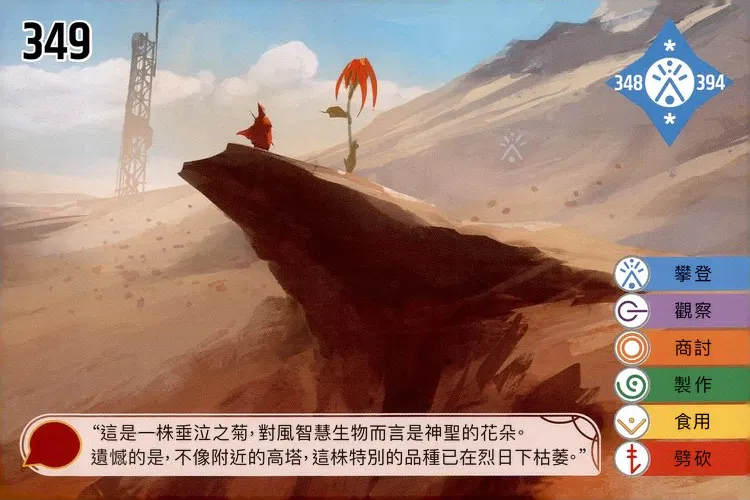 349
*
348 394
*
攀登
觀察
商討
製作
食用
劈砍
“這是一株垂泣之菊，對風智慧生物而言是神聖的花朵。
遺憾的是，不像附近的高塔，這株特別的品種已在烈日下枯萎。”